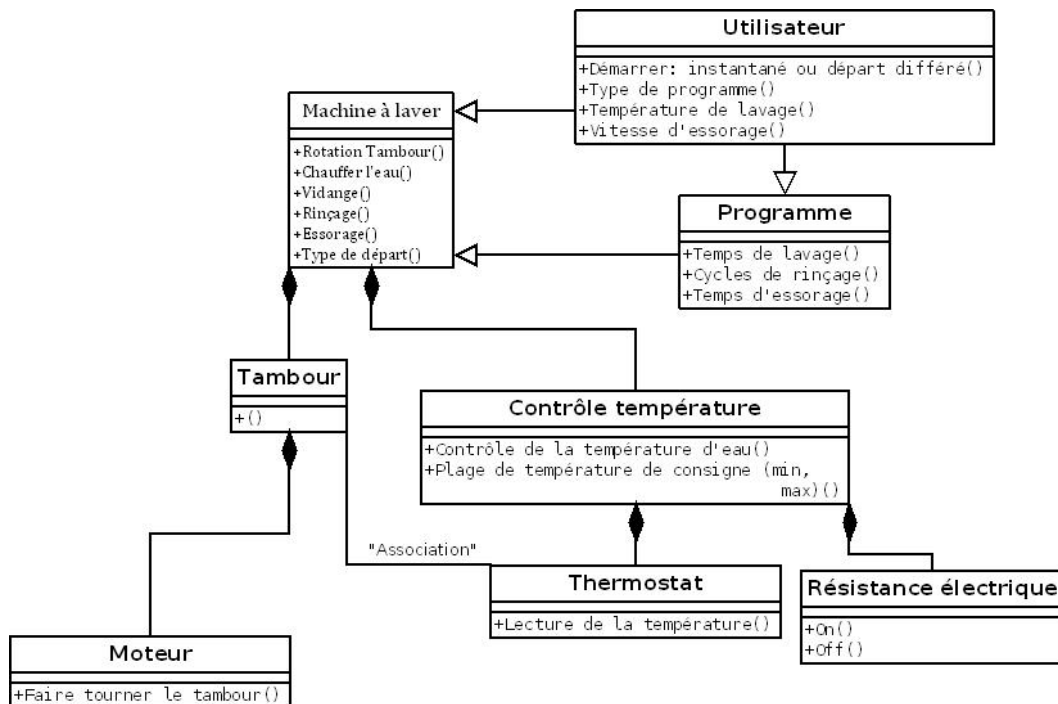 Utilisateur
+Démarrer: instantané ou départ différé()
+Type de programme()
+Température de lavage()
+Vitesse d'essorage()
Machine à laver
+Rotation Tambour()
+Chauffer l'eau()
+Vidange()
+Rinçage()
+Essorage()
+Type de départ()
Programme
+Temps de lavage()
+Cycles de rinçage()
+Temps d'essorage()
Tambour
+()
Contrôle température
+Contrôle de la température d'eau()
+Plage de température de consigne (min,
max)()
"Association"
Thermostat
+Lecture de la température()
Résistance électrique
+On()
+Off()
Moteur
+Faire tourner le tambour()